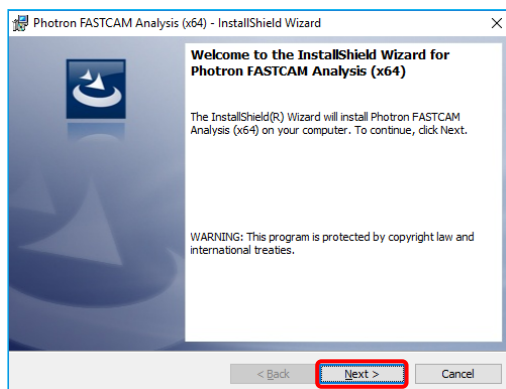 Photron FASTCAM Analysis (x64) - InstallShield Wizard
Welcome to the InstallShield Wizard for
Photron FASTCAM Analysis (x64)
The InstallShield(R) Wizard will install Photron FASTCAM
Analysis (x64) on your computer. To continue, click Next.
WARNING: This program is protected by copyright law and
international treaties.
< Back Next > Cancel